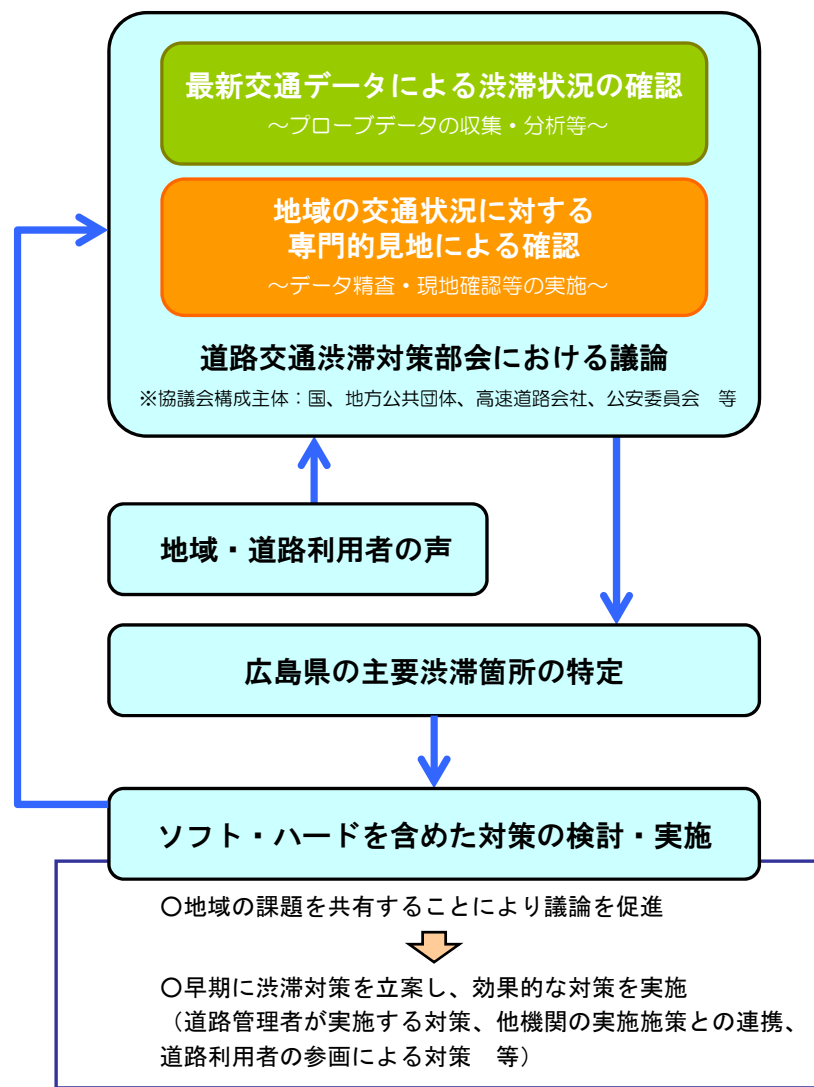 最新交通データによる渋滞状況の確認
～プローブデータの収集・分析等～
地域の交通状況に対する
専門的見地による確認
～データ精査・現地確認等の実施～
道路交通渋滞対策部会における議論
※協議会構成主体：国、地方公共団体、高速道路会社、公安委員会　等
地域・道路利用者の声
広島県の主要渋滞箇所の特定
ソフト・ハードを含めた対策の検討・実施
〇地域の課題を共有することにより議論を促進
〇早期に渋滞対策を立案し、効果的な対策を実施
（道路管理者が実施する対策、他機関の実施施策との連携、
道路利用者の参画による対策　等）